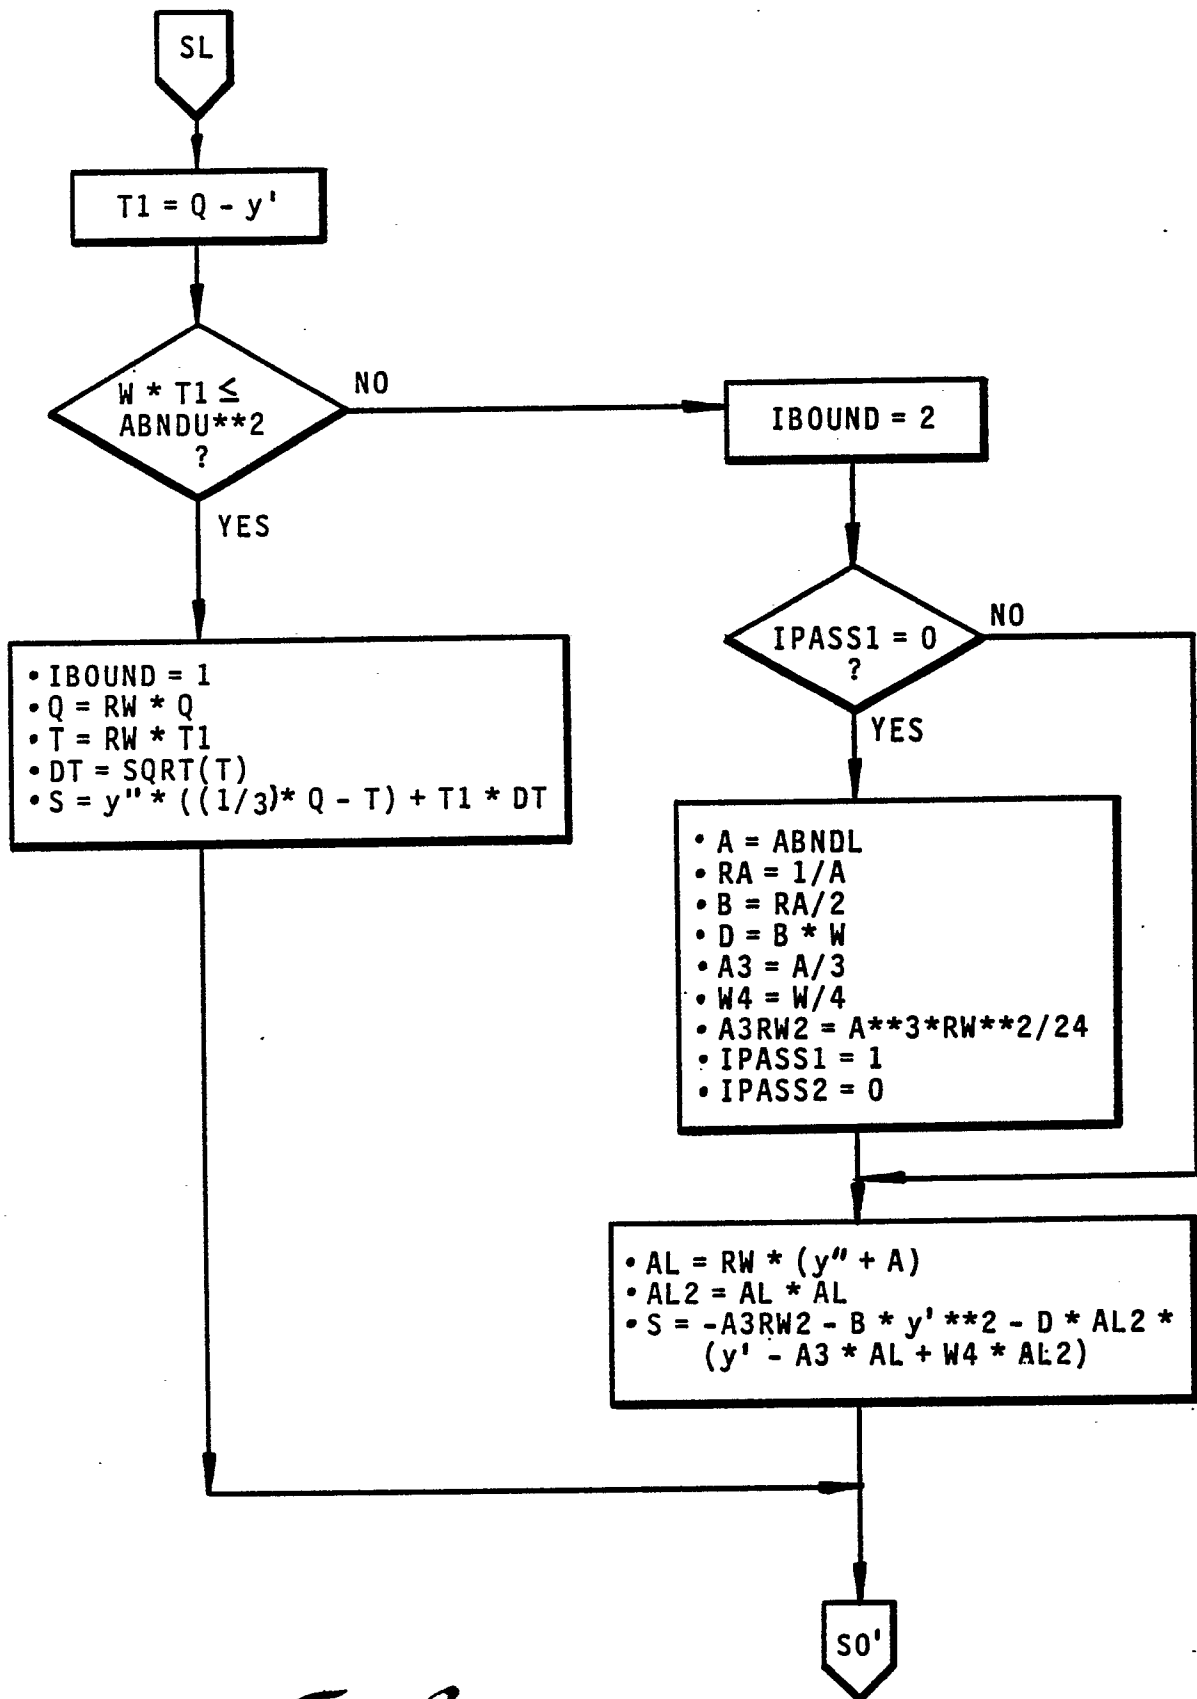 SL
T1 = Q - y'
W * T1 ≤
ABNDU**2
?
NO
YES
IBOUND = 2
IPASS1 = 0
?
NO
YES
• IBOUND = 1
• Q = RW * Q
• T = RW * T1
• DT = SQRT(T)
• S = y" * ((1/3)* Q - T) + T1 * DT
• A = ABNDL
• RA = 1/A
• B = RA/2
• D = B * W
• A3 = A/3
• W4 = W/4
• A3RW2 = A**3*RW**2/24
• IPASS1 = 1
• IPASS2 = 0
• AL = RW * (y" + A)
• AL2 = AL * AL
• S = -A3RW2 - B * y' **2 - D * AL2 *
(y' - A3 * AL + W4 * AL2)
SO'